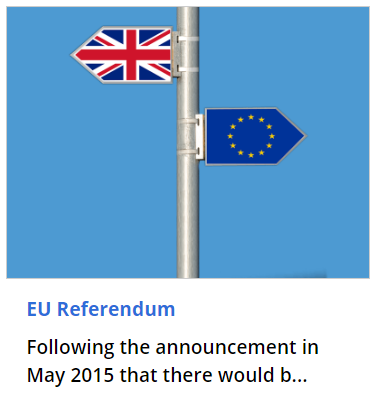 EU Referendum
Following the announcement in
May 2015 that there would b...